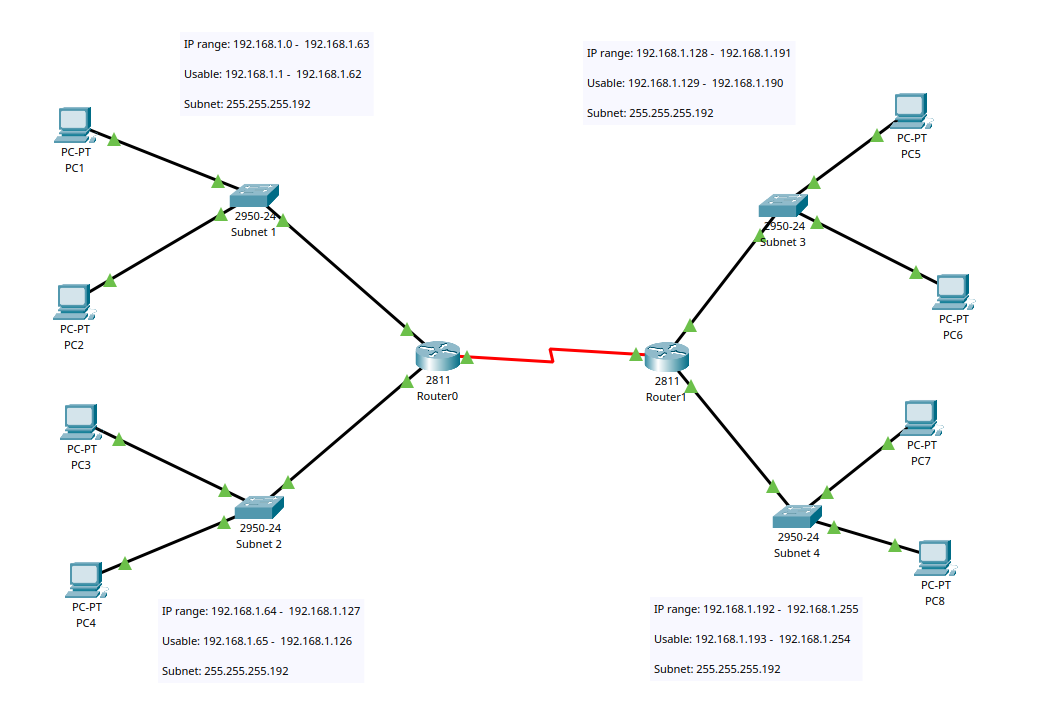 IP range: 192.168.1.0 -  192.168.1.63
Usable: 192.168.1.1 -  192.168.1.62
Subnet: 255.255.255.192
IP range: 192.168.1.128 -  192.168.1.191
Usable: 192.168.1.129 -  192.168.1.190
Subnet: 255.255.255.192
PC-PT
PC1
PC-PT
PC5
2950-24
Subnet 1
2950-24
Subnet 3
PC-PT
PC2
PC-PT
PC6
2811
Router0
2811
Router1
PC-PT
PC3
PC-PT
PC7
2950-24
Subnet 2
2950-24
Subnet 4
PC-PT
PC4
PC-PT
PC8
IP range: 192.168.1.64 -  192.168.1.127
Usable: 192.168.1.65 -  192.168.1.126
Subnet: 255.255.255.192
IP range: 192.168.1.192 -  192.168.1.255
Usable: 192.168.1.193 -  192.168.1.254
Subnet: 255.255.255.192